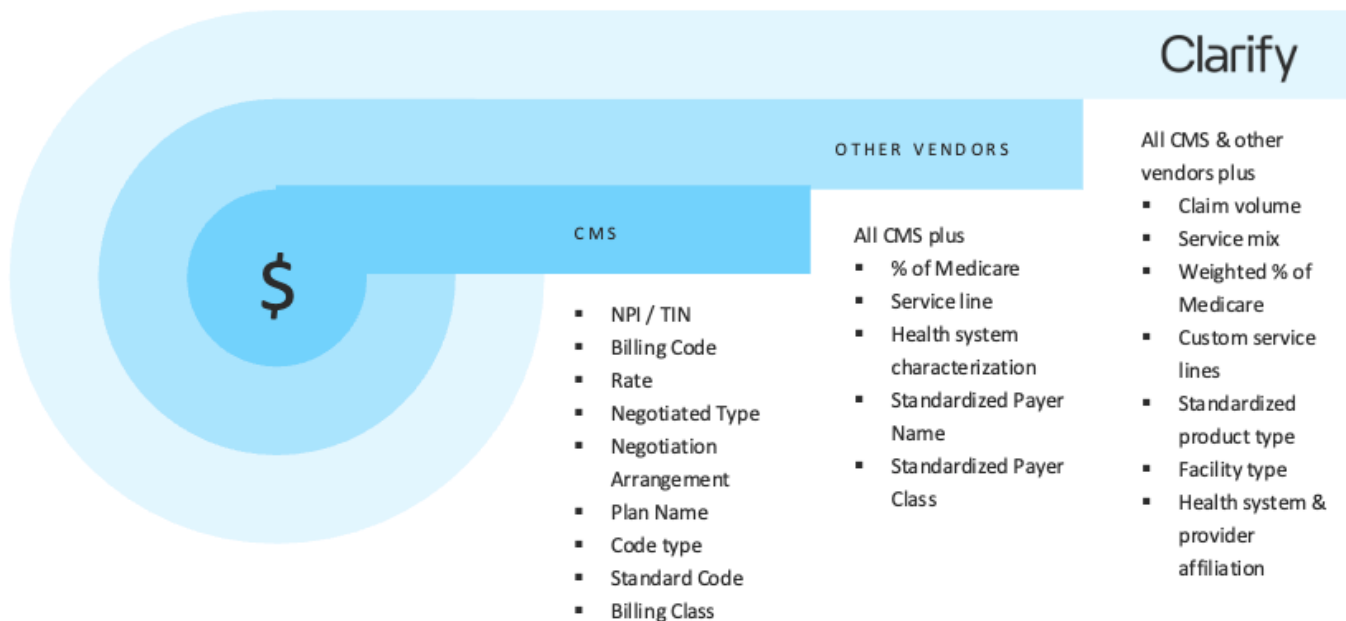 Clarify
OTHER VENDORS
CMS
$
▪ NPI / TIN
▪ Billing Code
▪ Rate
▪ Negotiated Type
▪ Negotiation
Arrangement
▪ Plan Name
▪ Code type
▪ Standard Code
▪ Billing Class
All CMS plus
▪ % of Medicare
▪ Service line
▪ Health system
characterization
▪ Standardized Payer
Name
▪ Standardized Payer
Class
All CMS & other
vendors plus
▪ Claim volume
▪ Service mix
▪ Weighted % of
Medicare
▪ Custom service
lines
▪ Standardized
product type
▪ Facility type
▪ Health system &
provider
affiliation